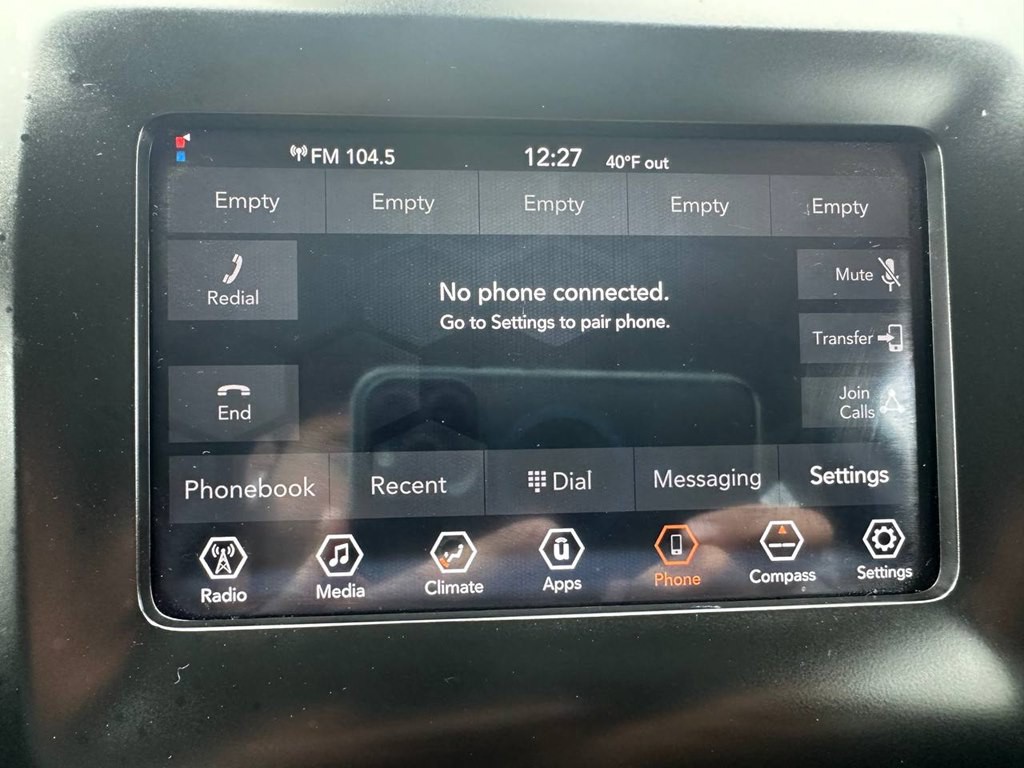 FM 104.5 12:27 40°F out
Empty Empty Empty Empty Empty
Redial
No phone connected.
Go to Settings to pair phone.
Mute
Transfer
End
Join
Calls
Phonebook Recent Dial Messaging Settings
Radio Media Climate Apps Phone Compass Settings